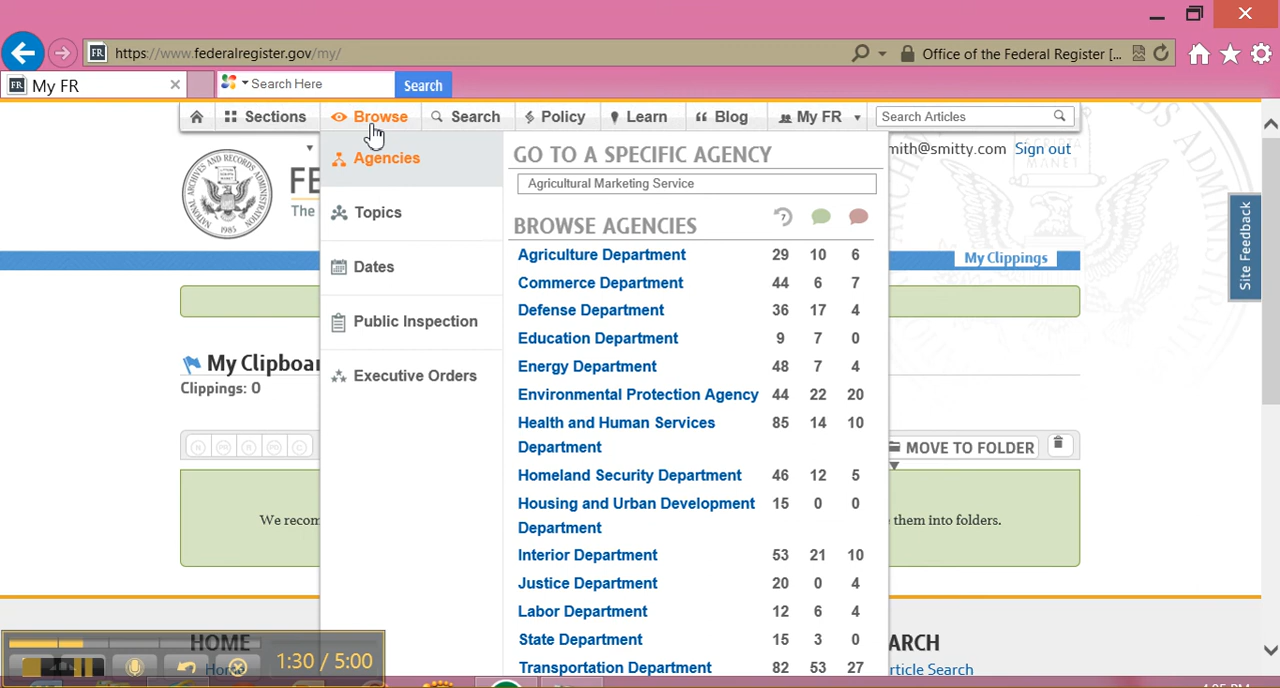 FR https://www.federalregister.gov/my/ Office of the Federal Register [...
FR My FR Search Here Search
Sections Browse Search Policy Learn Blog My FR Search Articles
mith@smitty.com Sign out
Agencies
Topics
Dates
Public Inspection
Executive Orders
GO TO A SPECIFIC AGENCY
Agricultural Marketing Service
BROWSE AGENCIES
Agriculture Department 29 10 6
Commerce Department 44 6 7
Defense Department 36 17 4
Education Department 9 7 0
Energy Department 48 7 4
Environmental Protection Agency 44 22 20
Health and Human Services 85 14 10
Department
Homeland Security Department 46 12 5
Housing and Urban Development 15 0 0
Department
Interior Department 53 21 10
Justice Department 20 0 4
Labor Department 12 6 4
State Department 15 3 0
Transportation Department 82 53 27
FE
The
1985
My Clippings
Site Feedback
My Clipboar
Clippings: 0
MOVE TO FOLDER
We recom
them into folders.
HOME
ARCH
rticle Search
1:30 / 5:00